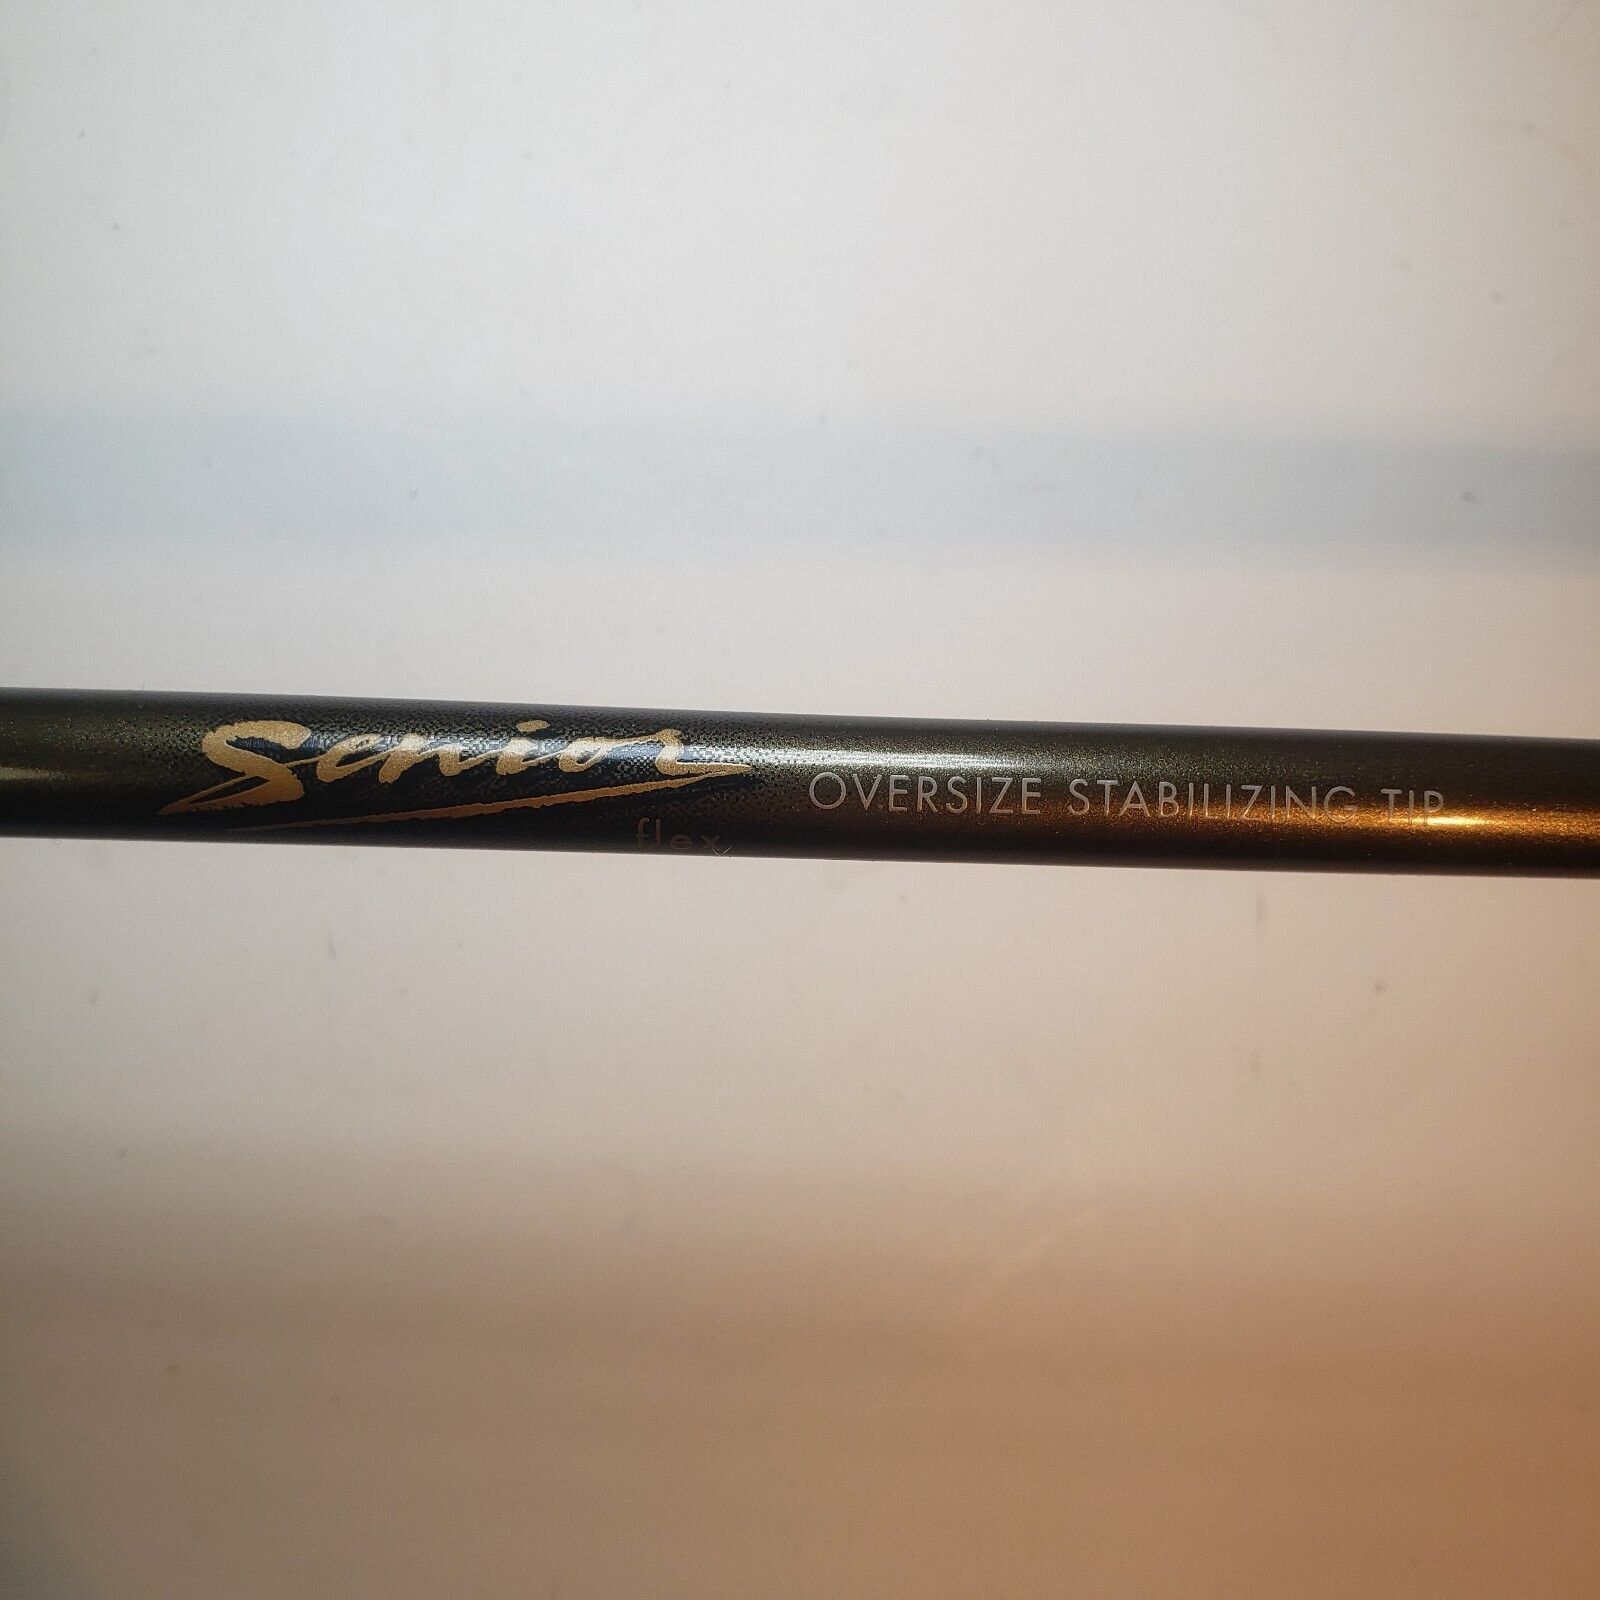 Senior
flex
OVERSIZE STABILIZING TIP